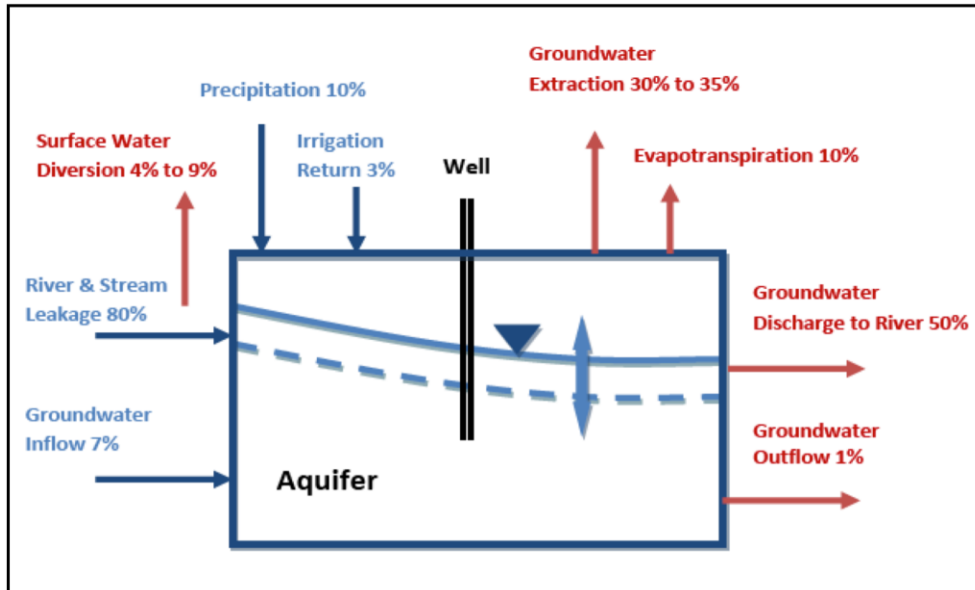 Groundwater
Extraction 30% to 35%
Precipitation 10%
Surface Water
Diversion 4% to 9%
Irrigation
Return 3%
Well
Evapotranspiration 10%
River & Stream
Leakage 80%
Groundwater
Discharge to River 50%
Groundwater
Inflow 7%
Aquifer
Groundwater
Outflow 1%